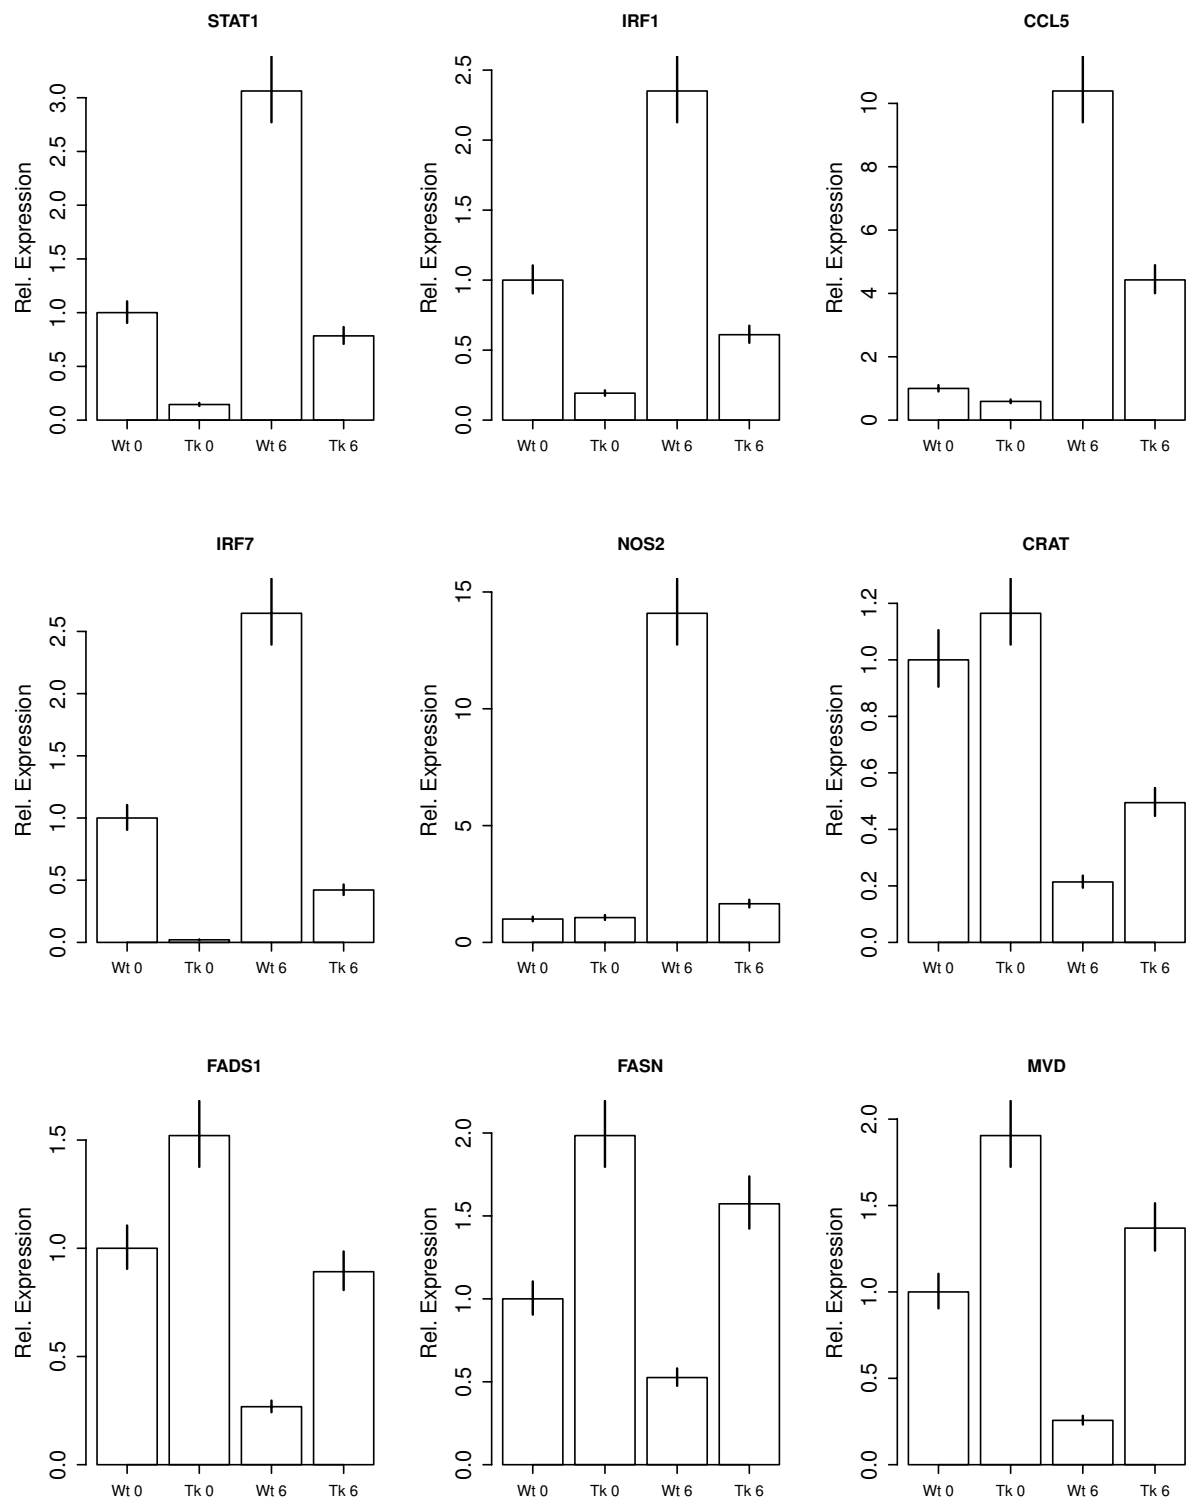 STAT1
Rel. Expression
0.0 0.5 1.0 1.5 2.0 2.5 3.0
Wt 0 Tk 0 Wt 6 Tk 6
IRF1
Rel. Expression
0.0 0.5 1.0 1.5 2.0 2.5
Wt 0 Tk 0 Wt 6 Tk 6
CCL5
Rel. Expression
0 2 4 6 8 10
Wt 0 Tk 0 Wt 6 Tk 6
IRF7
Rel. Expression
0.0 0.5 1.0 1.5 2.0 2.5
Wt 0 Tk 0 Wt 6 Tk 6
NOS2
Rel. Expression
0 5 10 15
Wt 0 Tk 0 Wt 6 Tk 6
CRAT
Rel. Expression
0.0 0.2 0.4 0.6 0.8 1.0 1.2
Wt 0 Tk 0 Wt 6 Tk 6
FADS1
Rel. Expression
0.0 0.5 1.0 1.5
Wt 0 Tk 0 Wt 6 Tk 6
FASN
Rel. Expression
0.0 0.5 1.0 1.5 2.0
Wt 0 Tk 0 Wt 6 Tk 6
MVD
Rel. Expression
0.0 0.5 1.0 1.5 2.0
Wt 0 Tk 0 Wt 6 Tk 6